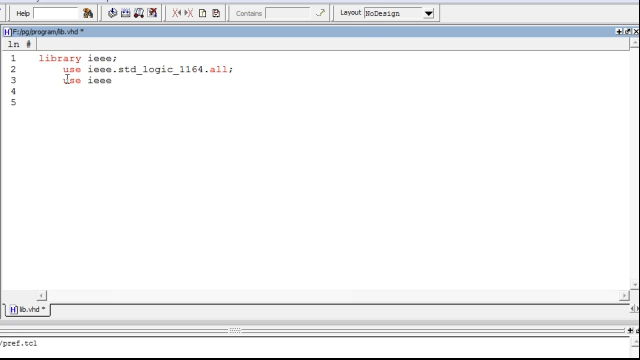 Help
Contains
Layout NoDesign
F:/pg/program/lib.vhd *
ln #
1 library ieee;
2 use ieee.std_logic_1164.all;
3 use ieee
4
5
lib.vhd *
/pref.tcl